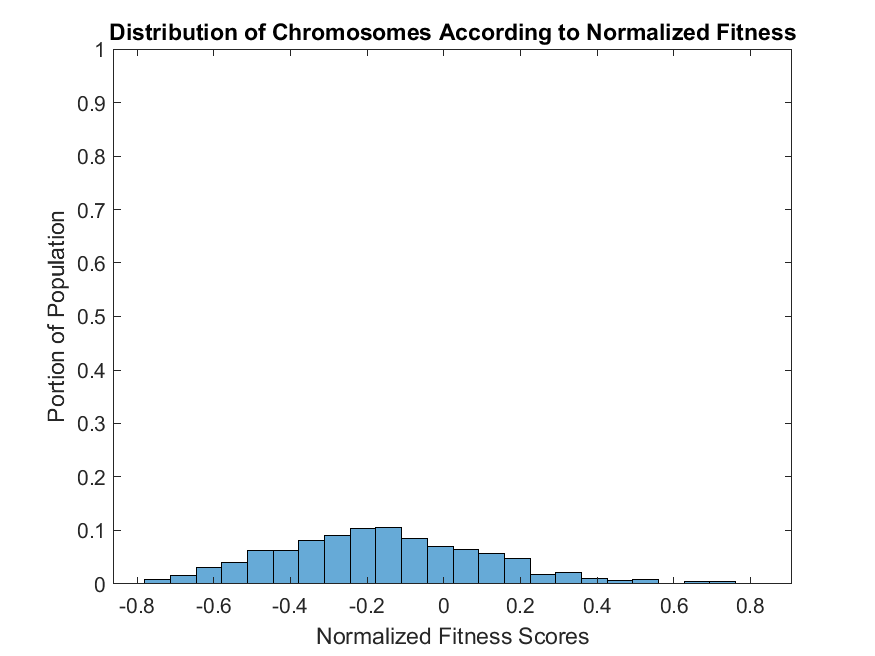 Distribution of Chromosomes According to Normalized Fitness
1
0.9
0.8
0.7
0.6
0.5
0.4
0.3
0.2
0.1
0
Portion of Population
-0.8 -0.6 -0.4 -0.2 0 0.2 0.4 0.6 0.8
Normalized Fitness Scores